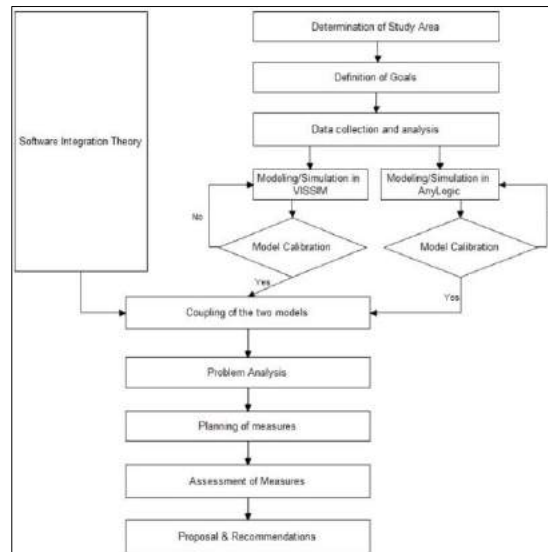 Determination of Study Area
Definition of Goals
Data collection and analysis
Software Integration Theory
Modeling/Simulation in
VISSIM
Modeling/Simulation in
AnyLogic
No
Model Calibration
Model Calibration
Yes
Yes
Coupling of the two models
Problem Analysis
Planning of measures
Assessment of Measures
Proposal & Recommendations